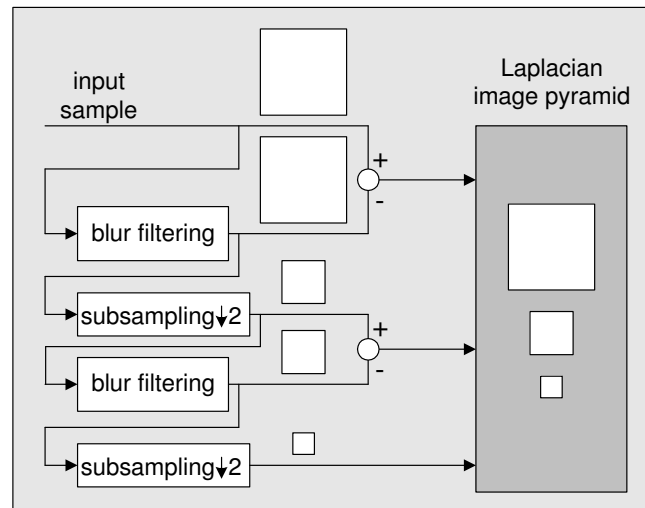 input
sample
Laplacian
image pyramid
+
-
blur filtering
subsampling↓2
+
-
blur filtering
subsampling↓2